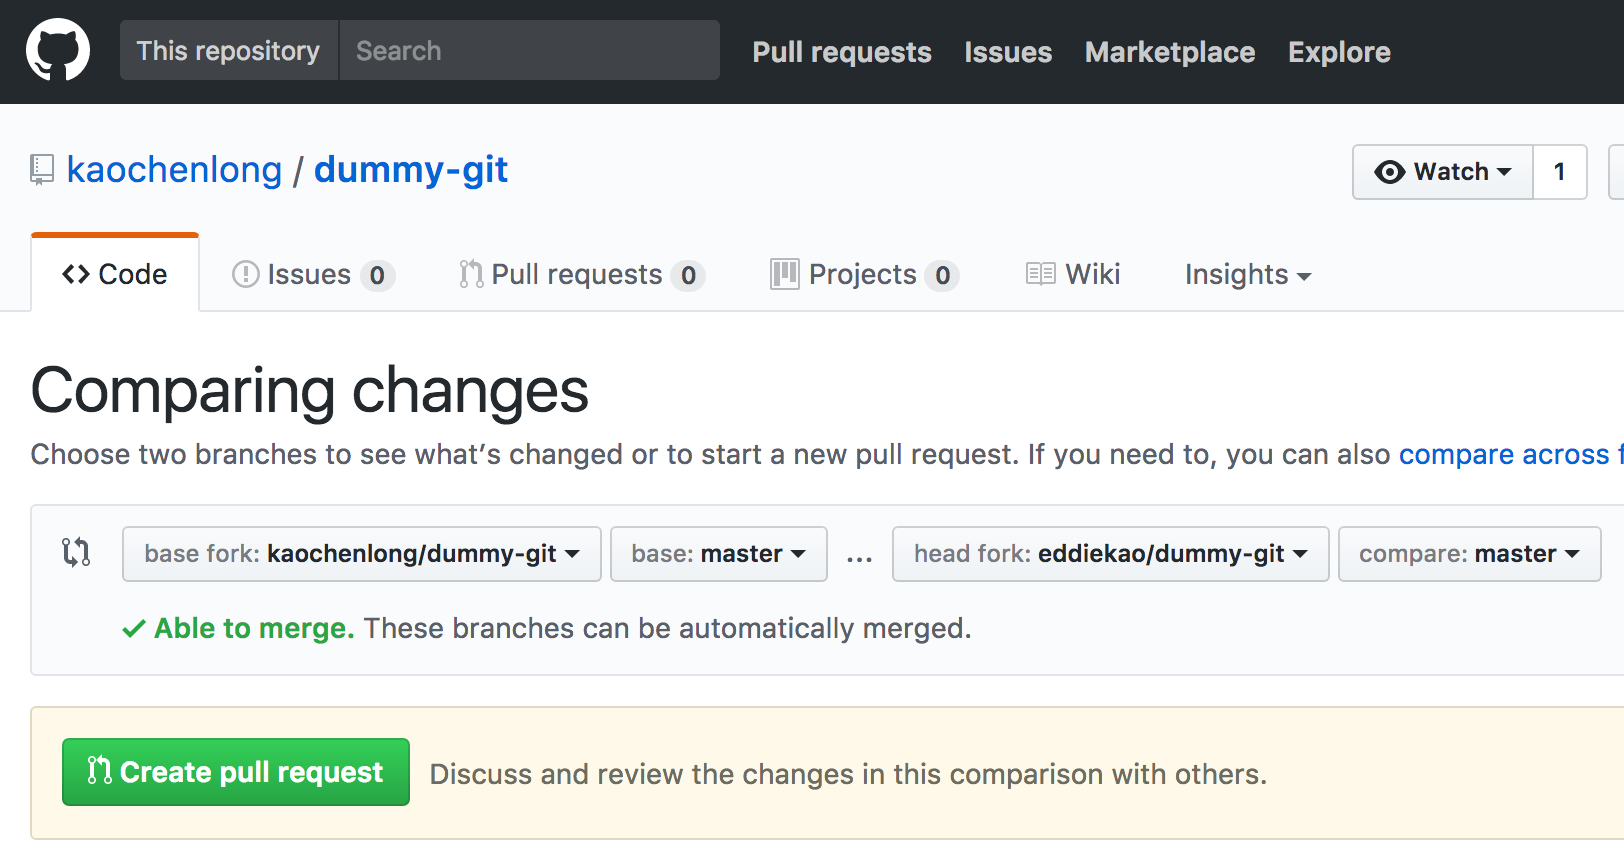 This repository Search Pull requests Issues Marketplace Explore
kaochenlong / dummy-git Watch 1
Code Issues 0 Pull requests 0 Projects 0 Wiki Insights
Comparing changes
Choose two branches to see what’s changed or to start a new pull request. If you need to, you can also compare across
base fork: kaochenlong/dummy-git base: master ... head fork: eddiekao/dummy-git compare: master
Able to merge. These branches can be automatically merged.
Create pull request Discuss and review the changes in this comparison with others.